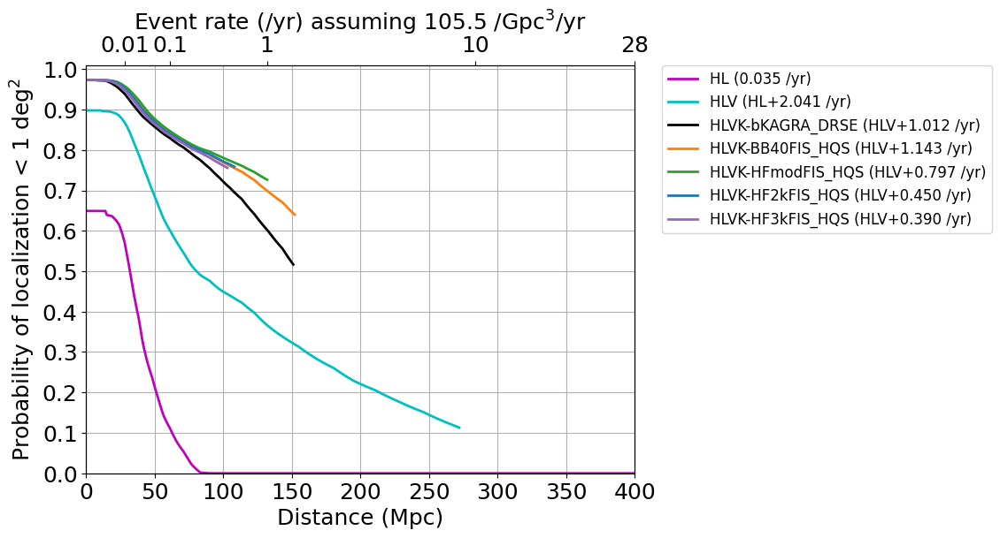 Event rate (/yr) assuming 105.5 /Gpc³/yr
0.01 0.1 1 10 28
1.0
0.9
0.8
0.7
0.6
0.5
0.4
0.3
0.2
0.1
0.0
Probability of localization < 1 deg²
0 50 100 150 200 250 300 350 400
Distance (Mpc)
HL (0.035 /yr)
HLV (HL+2.041 /yr)
HLVK-bKAGRA_DRSE (HLV+1.012 /yr)
HLVK-BB40FIS_HQS (HLV+1.143 /yr)
HLVK-HFmodFIS_HQS (HLV+0.797 /yr)
HLVK-HF2kFIS_HQS (HLV+0.450 /yr)
HLVK-HF3kFIS_HQS (HLV+0.390 /yr)